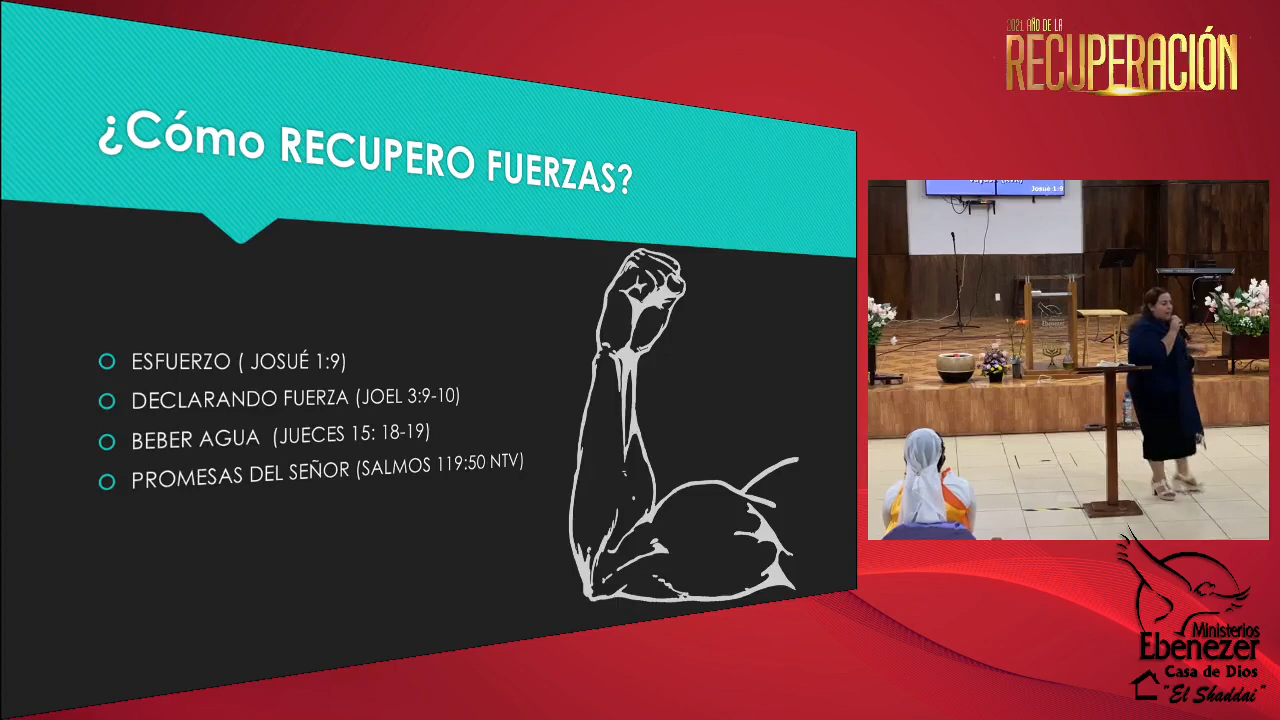 2021 AÑO DE LA
RECUPERACIÓN
¿Cómo RECUPERO FUERZAS?
ESFUERZO ( JOSUÉ 1:9)
DECLARANDO FUERZA (JOEL 3:9-10)
BEBER AGUA (JUECES 15: 18-19)
PROMESAS DEL SEÑOR (SALMOS 119:50 NTV)
Josué 1:9
Ebenezer
Ministerios
Ebenezer
Casa de Dios
"El Shaddai"